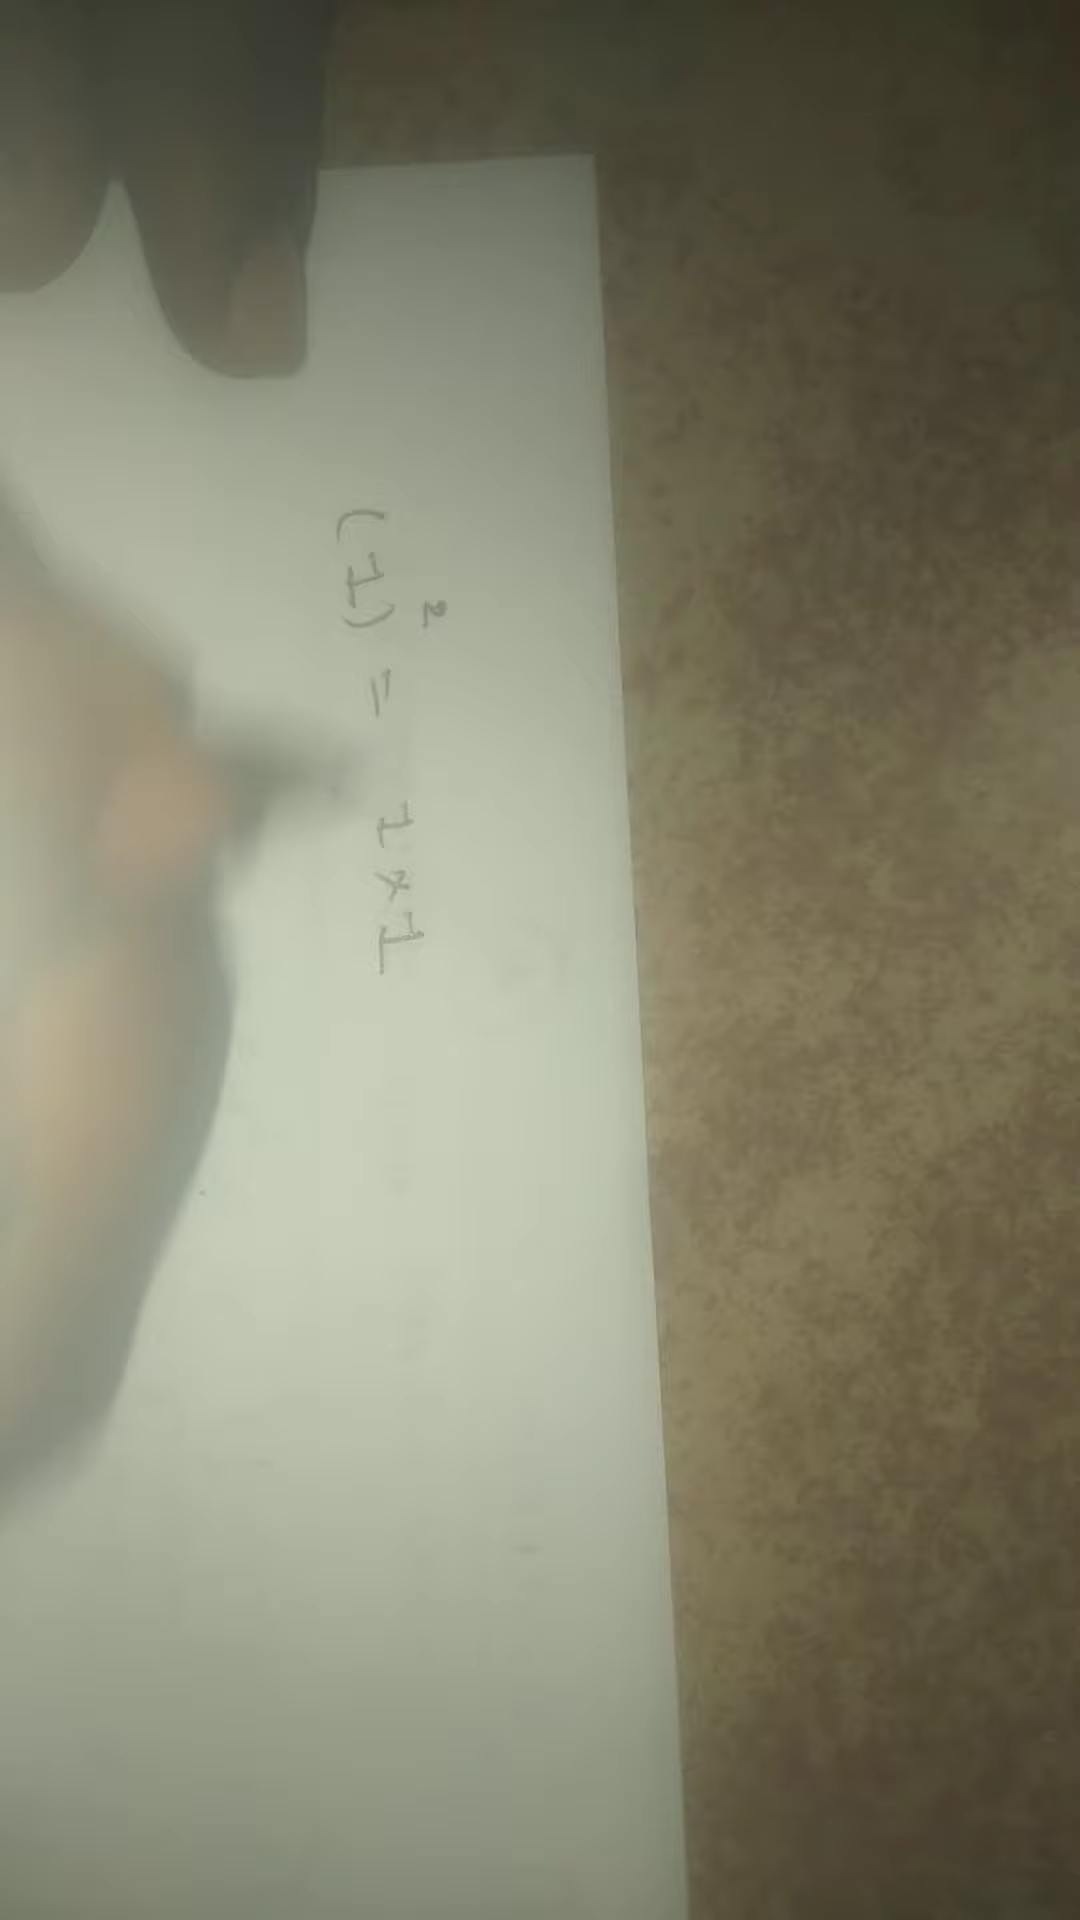 (1)² = 1×1